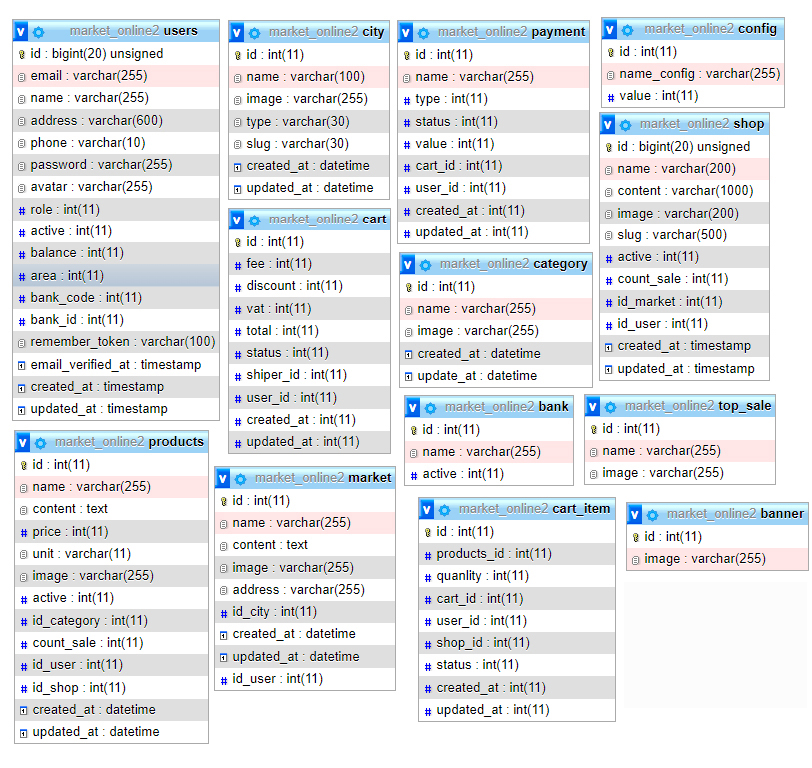 market_online2 users
id : bigint(20) unsigned
email : varchar(255)
name : varchar(255)
address : varchar(600)
phone : varchar(10)
password : varchar(255)
avatar : varchar(255)
role : int(11)
active : int(11)
balance : int(11)
area : int(11)
bank_code : int(11)
bank_id : int(11)
remember_token : varchar(100)
email_verified_at : timestamp
created_at : timestamp
updated_at : timestamp
market_online2 city
id : int(11)
name : varchar(100)
image : varchar(255)
type : varchar(30)
slug : varchar(30)
created_at : datetime
updated_at : datetime
market_online2 payment
id : int(11)
name : varchar(255)
type : int(11)
status : int(11)
value : int(11)
cart_id : int(11)
user_id : int(11)
created_at : int(11)
updated_at : int(11)
market_online2 config
id : int(11)
name_config : varchar(255)
value : int(11)
market_online2 shop
id : bigint(20) unsigned
name : varchar(200)
content : varchar(1000)
image : varchar(200)
slug : varchar(500)
active : int(11)
count_sale : int(11)
id_market : int(11)
id_user : int(11)
created_at : timestamp
updated_at : timestamp
market_online2 cart
id : int(11)
fee : int(11)
discount : int(11)
vat : int(11)
total : int(11)
status : int(11)
shiper_id : int(11)
user_id : int(11)
created_at : int(11)
updated_at : int(11)
market_online2 category
id : int(11)
name : varchar(255)
image : varchar(255)
created_at : datetime
update_at : datetime
market_online2 bank
id : int(11)
name : varchar(255)
active : int(11)
market_online2 top_sale
id : int(11)
name : varchar(255)
image : varchar(255)
market_online2 products
id : int(11)
name : varchar(255)
content : text
price : int(11)
unit : varchar(11)
image : varchar(255)
active : int(11)
id_category : int(11)
count_sale : int(11)
id_user : int(11)
id_shop : int(11)
created_at : datetime
updated_at : datetime
market_online2 market
id : int(11)
name : varchar(255)
content : text
image : varchar(255)
address : varchar(255)
id_city : int(11)
created_at : datetime
updated_at : datetime
id_user : int(11)
market_online2 cart_item
id : int(11)
products_id : int(11)
quanlity : int(11)
cart_id : int(11)
user_id : int(11)
shop_id : int(11)
status : int(11)
created_at : int(11)
updated_at : int(11)
market_online2 banner
id : int(11)
image : varchar(255)